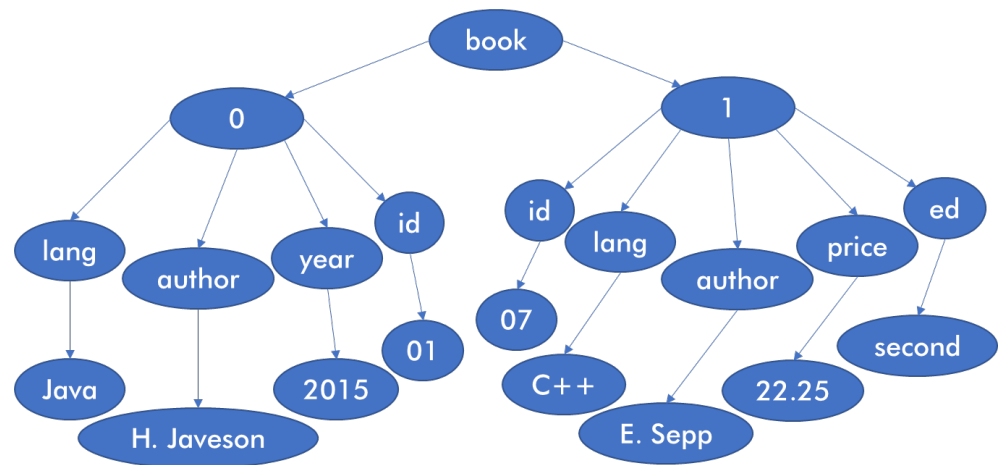 book
0
1
lang
author
year
id
id
lang
author
price
ed
Java
H. Javeson
2015
01
07
C++
E. Sepp
22.25
second